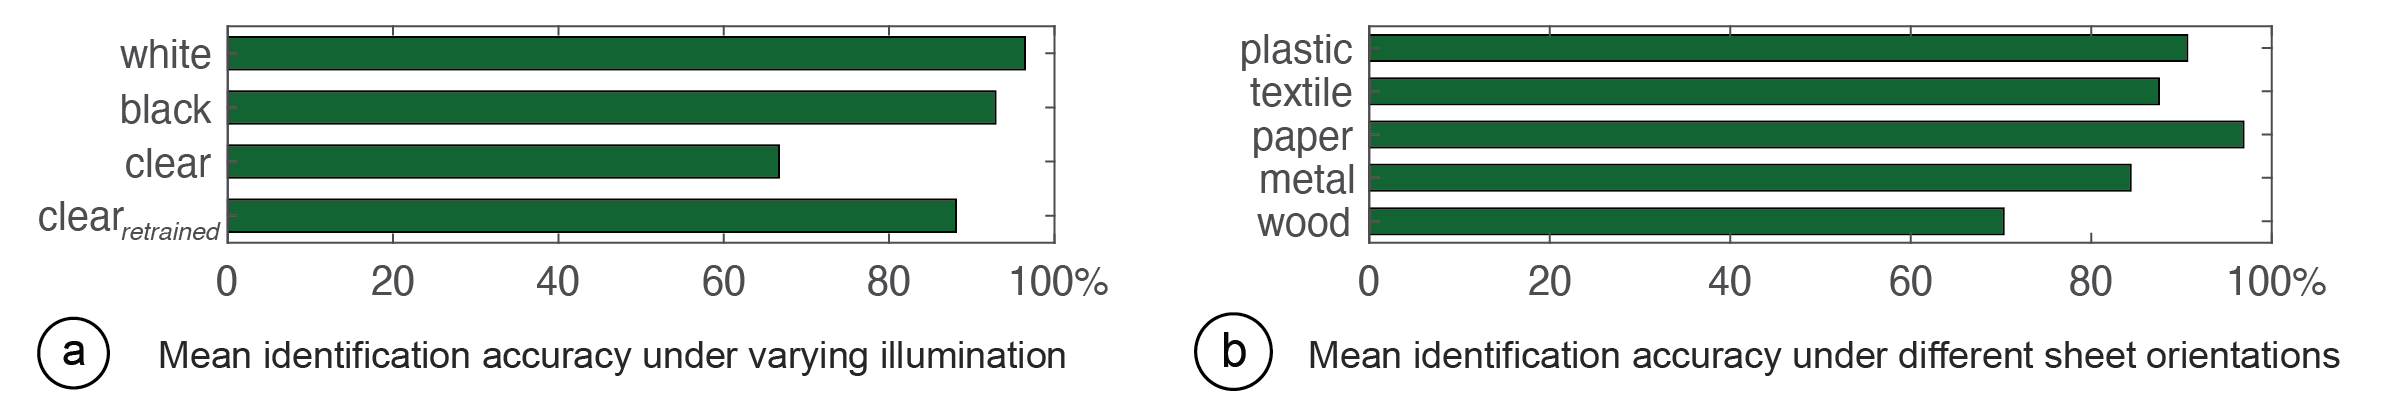 white
black
clear
clearretrained
0 20 40 60 80 100%
a Mean identification accuracy under varying illumination
plastic
textile
paper
metal
wood
0 20 40 60 80 100%
b Mean identification accuracy under different sheet orientations